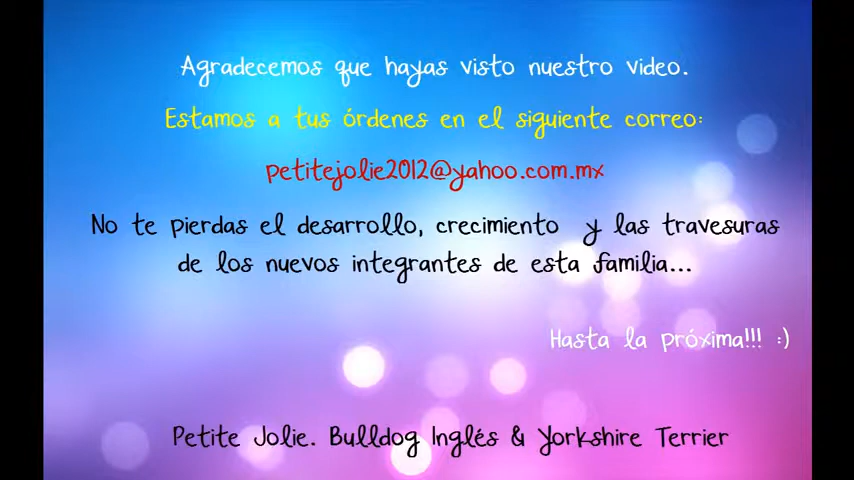 Agradecemos que hayas visto nuestro video.
Estamos a tus órdenes en el siguiente correo:
petitejolie2012@yahoo.com.mx
No te pierdas el desarrollo, crecimiento y las travesuras
de los nuevos integrantes de esta familia...
Hasta la próxima!!! :)
Petite Jolie. Bulldog Inglés & Yorkshire Terrier